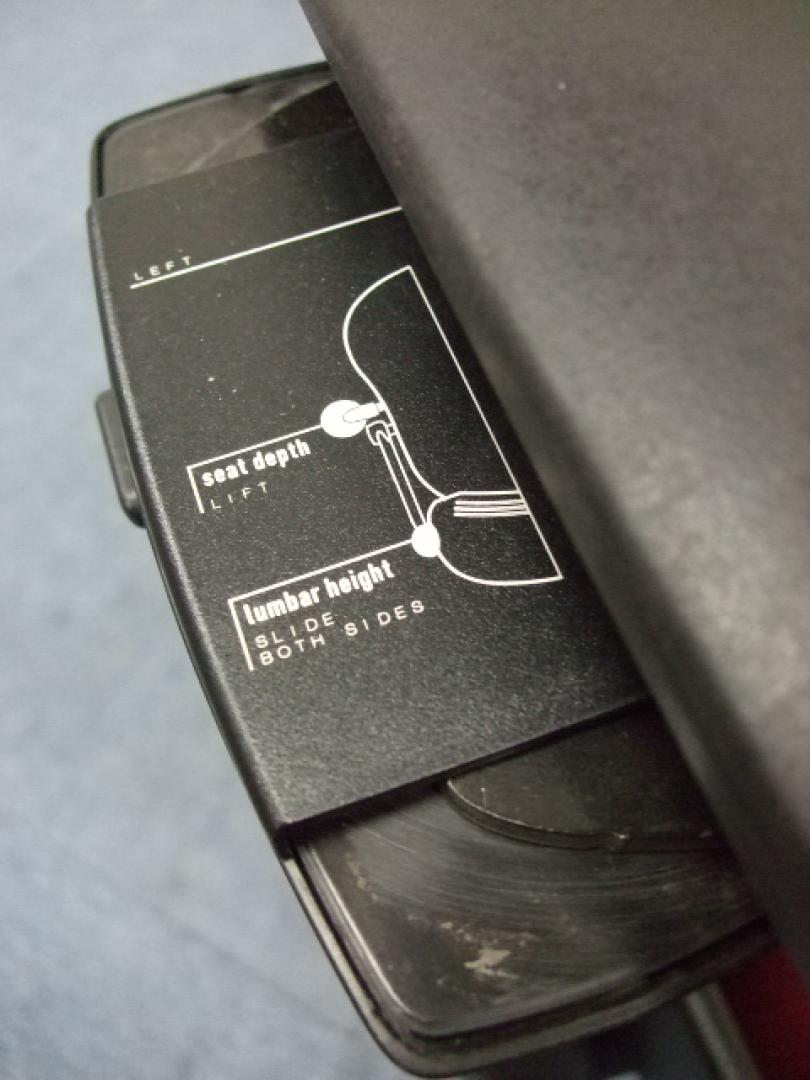 LEFT
seat depth
LIFT
lumbar height
SLIDE
BOTH SIDES